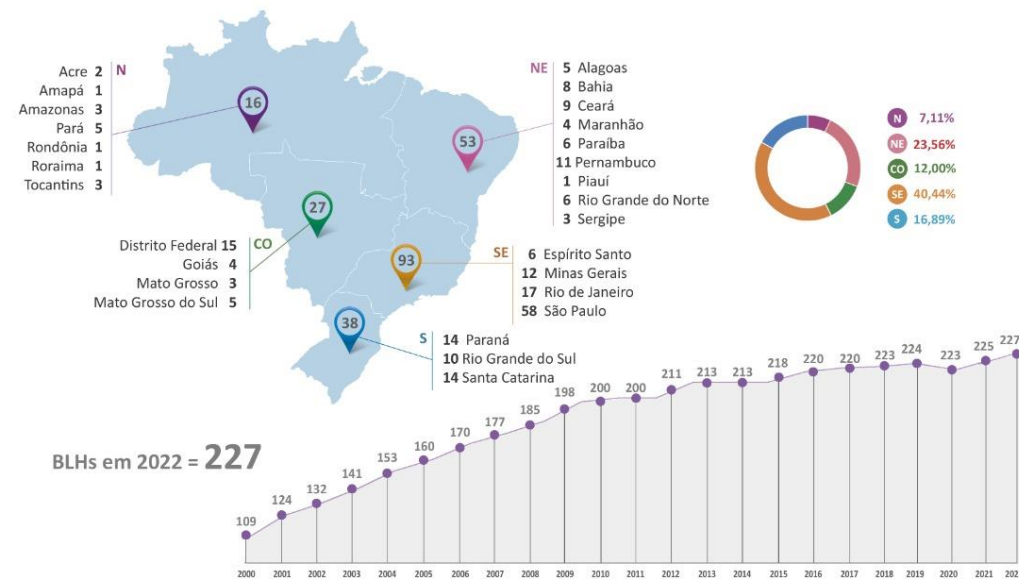 Acre 2 N
Amapá 1
Amazonas 3
Pará 5
Rondônia 1
Roraima 1
Tocantins 3
16
NE 5 Alagoas
8 Bahia
9 Ceará
4 Maranhão
6 Paraíba
11 Pernambuco
1 Piauí
6 Rio Grande do Norte
3 Sergipe
53
N 7,11%
NE 23,56%
CO 12,00%
SE 40,44%
S 16,89%
27
Distrito Federal 15 CO
Goiás 4
Mato Grosso 3
Mato Grosso do Sul 5
93
SE 6 Espírito Santo
12 Minas Gerais
17 Rio de Janeiro
58 São Paulo
38
S 14 Paraná
10 Rio Grande do Sul
14 Santa Catarina
BLHs em 2022 = 227
109 124 132 141 153 160 170 177 185 198 200 200 211 213 213 218 220 220 223 224 223 225 227
2000 2001 2002 2003 2004 2005 2006 2007 2008 2009 2010 2011 2012 2013 2014 2015 2016 2017 2018 2019 2020 2021 202